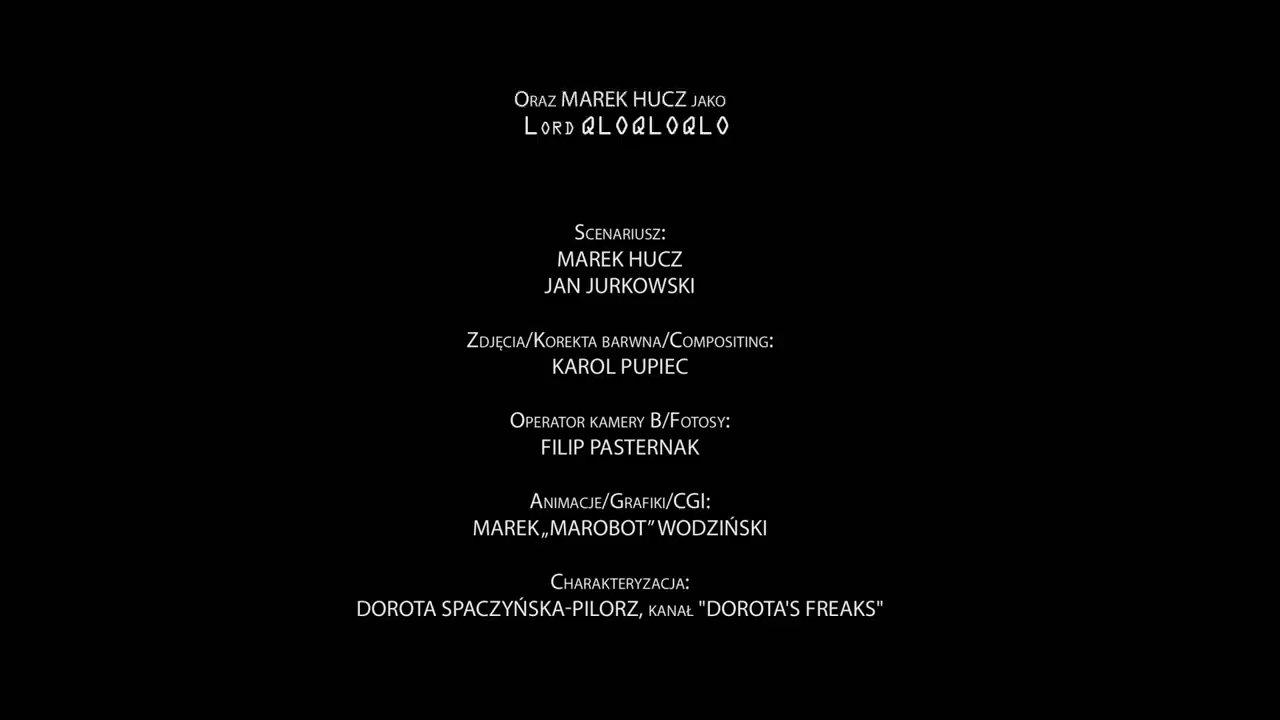 Oraz MAREK HUCZ jako
Lord QLOQLOQLO
Scenariusz:
MAREK HUCZ
JAN JURKOWSKI
Zdjęcia/Korekta barwna/Compositing:
KAROL PUPIEC
Operator kamery B/Fotosy:
FILIP PASTERNAK
Animacje/Grafiki/CGI:
MAREK „MAROBOT” WODZIŃSKI
Charakteryzacja:
DOROTA SPACZYŃSKA-PILORZ, kanał "DOROTA'S FREAKS"